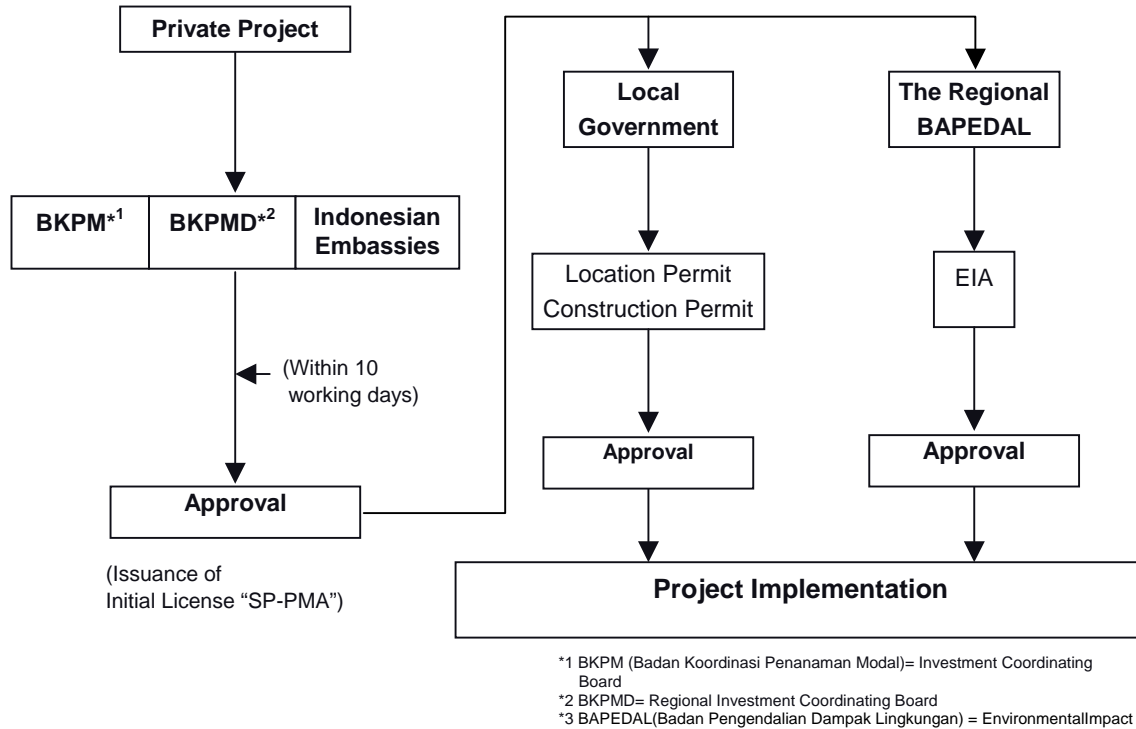 Private Project
BKPM*1
BKPMD*2
Indonesian
Embassies
(Within 10
working days)
Approval
(Issuance of
Initial License “SP-PMA”)
Local
Government
Location Permit
Construction Permit
Approval
The Regional
BAPEDAL
EIA
Approval
Project Implementation
*1 BKPM (Badan Koordinasi Penanaman Modal)= Investment Coordinating
Board
*2 BKPMD= Regional Investment Coordinating Board
*3 BAPEDAL(Badan Pengendalian Dampak Lingkungan) = EnvironmentalImpact